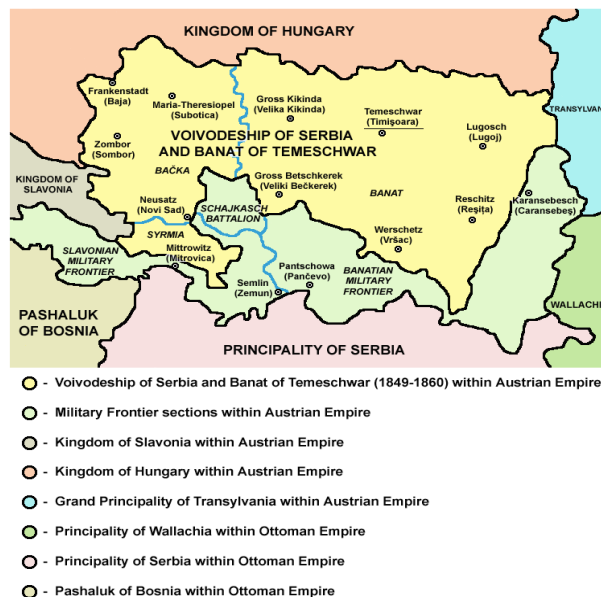 KINGDOM OF HUNGARY
Frankenstadt
(Baja)
Maria-Theresiopel
(Subotica)
Gross Kikinda
(Velika Kikinda)
Temeschwar
(Timişoara)
TRANSYLVAN
Zombor
(Sombor)
VOIVODESHIP OF SERBIA
AND BANAT OF TEMESCHWAR
Lugosch
(Lugoj)
BAČKA
KINGDOM OF
SLAVONIA
Gross Betschkerek
(Veliki Bečkerek)
BANAT
Reschitz
(Reşiţa)
Karansebesch
(Caransebeş)
Neusatz
(Novi Sad)
SCHAJKASCH
BATTALION
SYRMIA
Werschetz
(Vršac)
SLAVONIAN
MILITARY
FRONTIER
Mittrowitz
(Mitrovica)
Semlin
(Zemun)
Pantschowa
(Pančevo)
BANATIAN
MILITARY
FRONTIER
WALLACHI
PASHALUK
OF BOSNIA
PRINCIPALITY OF SERBIA
- Voivodeship of Serbia and Banat of Temeschwar (1849-1860) within Austrian Empire
- Military Frontier sections within Austrian Empire
- Kingdom of Slavonia within Austrian Empire
- Kingdom of Hungary within Austrian Empire
- Grand Principality of Transylvania within Austrian Empire
- Principality of Wallachia within Ottoman Empire
- Principality of Serbia within Ottoman Empire
- Pashaluk of Bosnia within Ottoman Empire